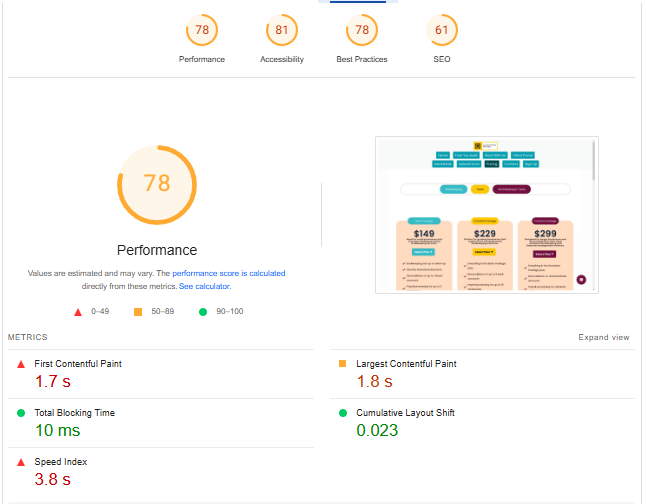 78
81
78
61
Performance
Accessibility
Best Practices
SEO
78
Performance
Values are estimated and may vary. The performance score is calculated
directly from these metrics. See calculator.
0–49
50–89
90–100
$149
$229
$299
METRICS
Expand view
First Contentful Paint
1.7 s
Largest Contentful Paint
1.8 s
Total Blocking Time
10 ms
Cumulative Layout Shift
0.023
Speed Index
3.8 s